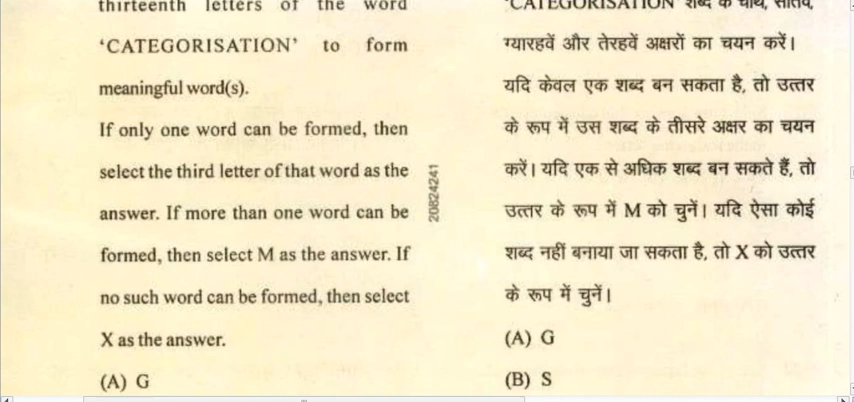 thirteenth letters of the word
'CATEGORISATION' to form
meaningful word(s).
If only one word can be formed, then
select the third letter of that word as the
answer. If more than one word can be
formed, then select M as the answer. If
no such word can be formed, then select
X as the answer.
(A) G
20824241
'CATEGORISATION' शब्द के चौथे, सातवें,
ग्यारहवें और तेरहवें अक्षरों का चयन करें।
यदि केवल एक शब्द बन सकता है, तो उत्तर
के रूप में उस शब्द के तीसरे अक्षर का चयन
करें। यदि एक से अधिक शब्द बन सकते हैं, तो
उत्तर के रूप में M को चुनें। यदि ऐसा कोई
शब्द नहीं बनाया जा सकता है, तो X को उत्तर
के रूप में चुनें।
(A) G
(B) S